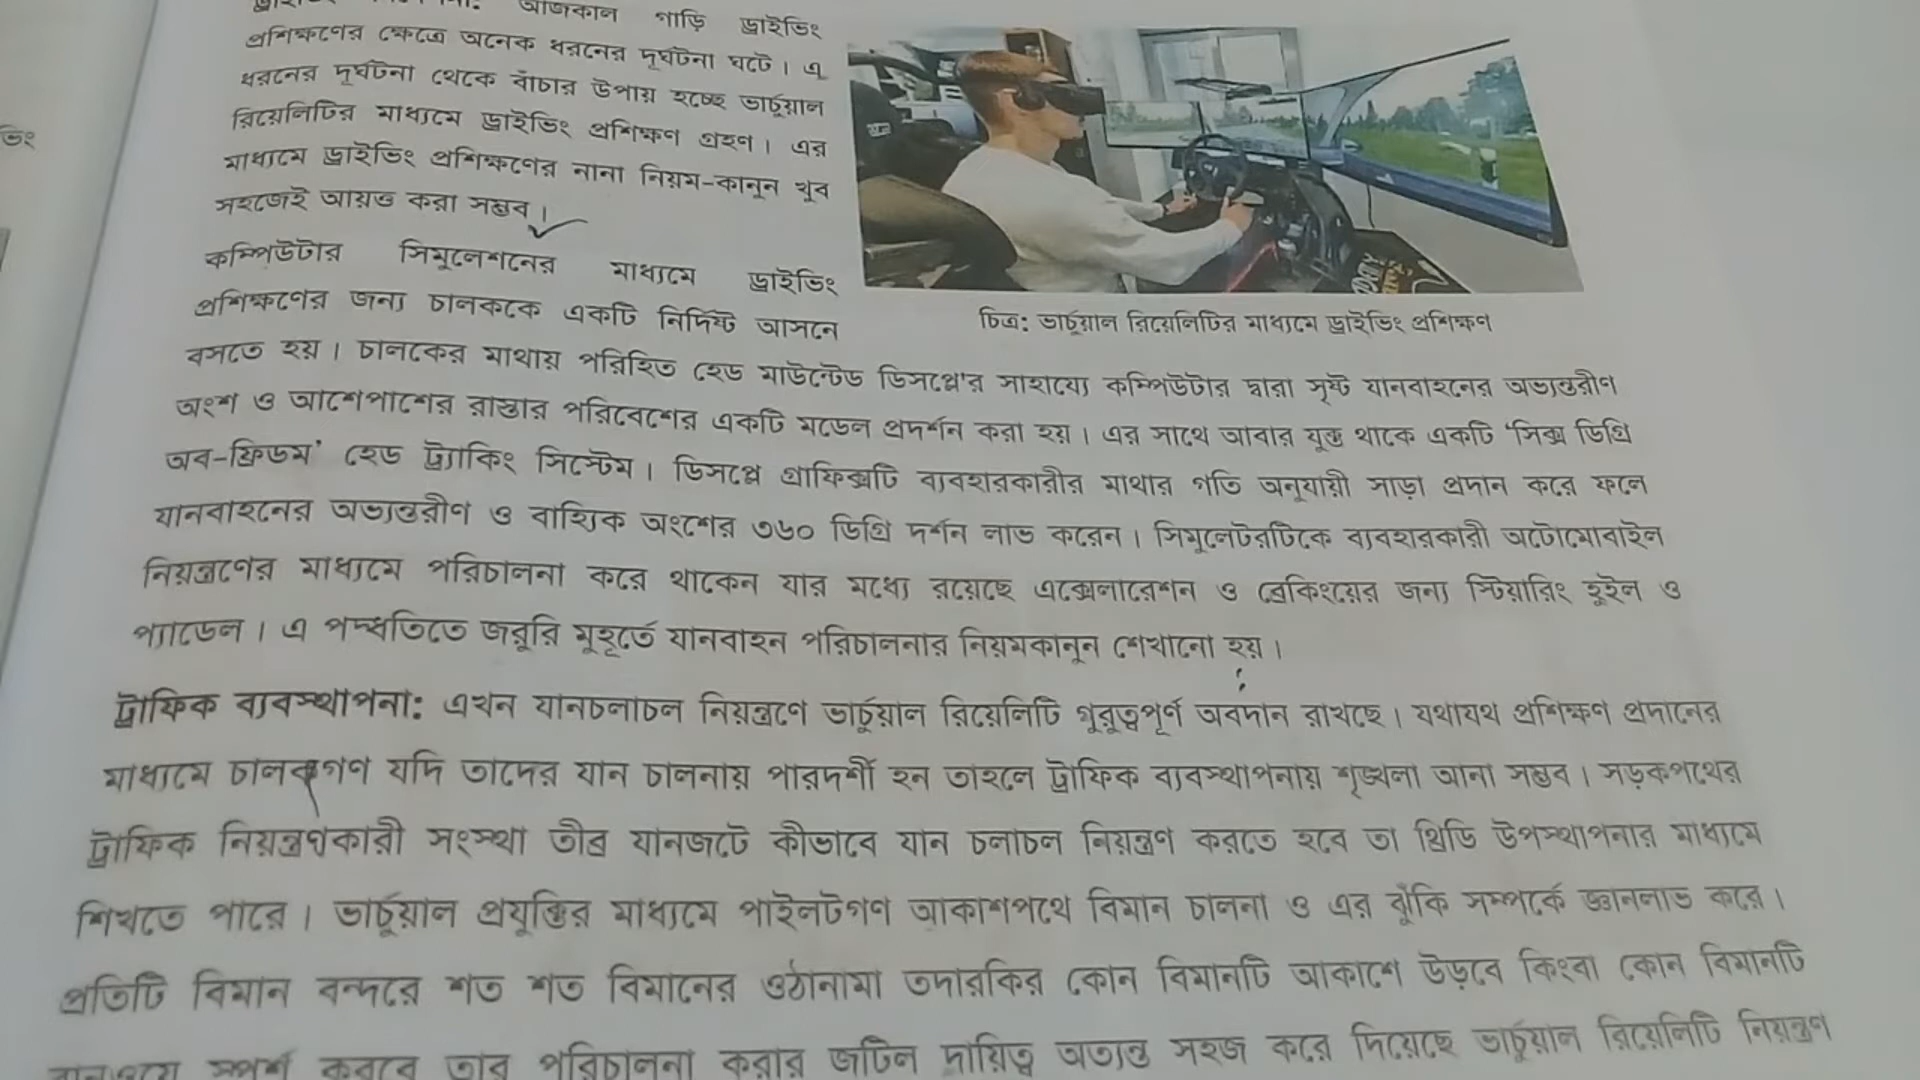 আজকাল গাড়ি ড্রাইভিং
প্রশিক্ষণের ক্ষেত্রে অনেক ধরনের দূর্ঘটনা ঘটে। এ
ধরনের দূর্ঘটনা থেকে বাঁচার উপায় হচ্ছে ভার্চুয়াল
রিয়েলিটির মাধ্যমে ড্রাইভিং প্রশিক্ষণ গ্রহণ। এর
মাধ্যমে ড্রাইভিং প্রশিক্ষণের নানা নিয়ম-কানুন খুব
সহজেই আয়ত্ত করা সম্ভব।
কম্পিউটার সিমুলেশনের মাধ্যমে ড্রাইভিং
প্রশিক্ষণের জন্য চালককে একটি নির্দিষ্ট আসনে
চিত্র: ভার্চুয়াল রিয়েলিটির মাধ্যমে ড্রাইভিং প্রশিক্ষণ
বসতে হয়। চালকের মাথায় পরিহিত হেড মাউন্টেড ডিসপ্লে'র সাহায্যে কম্পিউটার দ্বারা সৃষ্ট যানবাহনের অভ্যন্তরীণ
অংশ ও আশেপাশের রাস্তার পরিবেশের একটি মডেল প্রদর্শন করা হয়। এর সাথে আবার যুক্ত থাকে একটি ‘সিক্স ডিগ্রি
অব-ফ্রিডম’ হেড ট্র্যাকিং সিস্টেম। ডিসপ্লে গ্রাফিক্সটি ব্যবহারকারীর মাথার গতি অনুযায়ী সাড়া প্রদান করে ফলে
যানবাহনের অভ্যন্তরীণ ও বাহ্যিক অংশের ৩৬০ ডিগ্রি দর্শন লাভ করেন। সিমুলেটরটিকে ব্যবহারকারী অটোমোবাইল
নিয়ন্ত্রণের মাধ্যমে পরিচালনা করে থাকেন যার মধ্যে রয়েছে এক্সেলারেশন ও ব্রেকিংয়ের জন্য স্টিয়ারিং হুইল ও
প্যাডেল। এ পদ্ধতিতে জরুরি মুহূর্তে যানবাহন পরিচালনার নিয়মকানুন শেখানো হয়।
ট্রাফিক ব্যবস্থাপনা: এখন যানচলাচল নিয়ন্ত্রণে ভার্চুয়াল রিয়েলিটি গুরুত্বপূর্ণ অবদান রাখছে। যথাযথ প্রশিক্ষণ প্রদানের
মাধ্যমে চালকগণ যদি তাদের যান চালনায় পারদর্শী হন তাহলে ট্রাফিক ব্যবস্থাপনায় শৃঙ্খলা আনা সম্ভব। সড়কপথের
ট্রাফিক নিয়ন্ত্রণকারী সংস্থা তীব্র যানজটে কীভাবে যান চলাচল নিয়ন্ত্রণ করতে হবে তা থ্রিডি উপস্থাপনার মাধ্যমে
শিখতে পারে। ভার্চুয়াল প্রযুক্তির মাধ্যমে পাইলটগণ আকাশপথে বিমান চালনা ও এর ঝুঁকি সম্পর্কে জ্ঞানলাভ করে।
প্রতিটি বিমান বন্দরে শত শত বিমানের ওঠানামা তদারকির কোন বিমানটি আকাশে উড়বে কিংবা কোন বিমানটি
স্পর্শ করবে তার পরিচালনা করার জটিল দায়িত্ব অত্যন্ত সহজ করে দিয়েছে ভার্চুয়াল রিয়েলিটি নিয়ন্ত্রণ